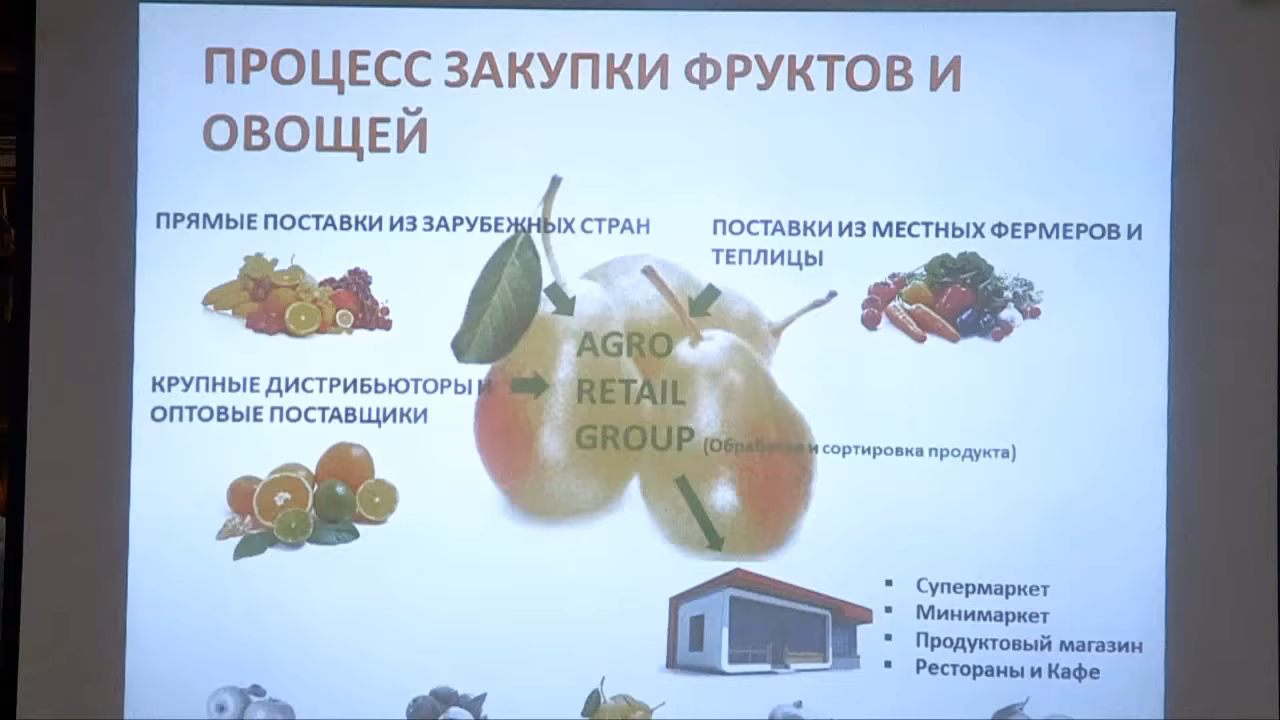 ПРОЦЕСС ЗАКУПКИ ФРУКТОВ И
ОВОЩЕЙ
ПРЯМЫЕ ПОСТАВКИ ИЗ ЗАРУБЕЖНЫХ СТРАН
ПОСТАВКИ ИЗ МЕСТНЫХ ФЕРМЕРОВ И
ТЕПЛИЦЫ
КРУПНЫЕ ДИСТРИБЬЮТОРЫ И
ОПТОВЫЕ ПОСТАВЩИКИ
AGRO
RETAIL
GROUP (Обработка и сортировка продукта)
▪ Супермаркет
▪ Минимаркет
▪ Продуктовый магазин
▪ Рестораны и Кафе